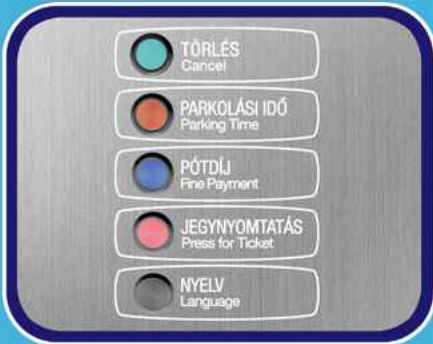 TÖRLÉS
Cancel
PARKOLÁSI IDŐ
Parking Time
PÓTDÍJ
Fine Payment
JEGYNYOMTATÁS
Press for Ticket
NYELV
Language